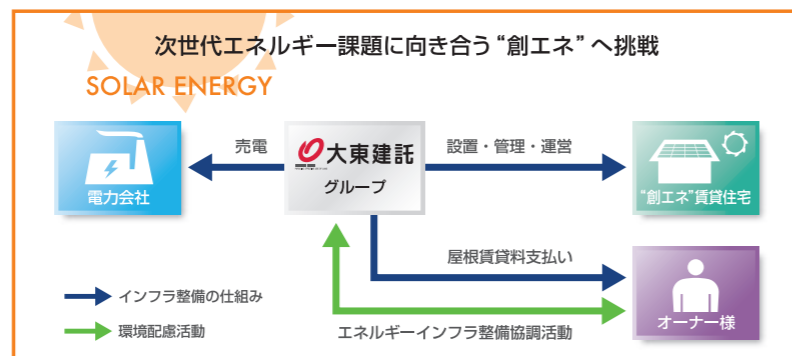 次世代エネルギー課題に向き合う“創エネ”へ挑戦
SOLAR ENERGY
電力会社
売電
大東建託
グループ
設置・管理・運営
“創エネ”賃貸住宅
屋根賃貸料支払い
オーナー様
エネルギーインフラ整備協調活動
インフラ整備の仕組み
環境配慮活動